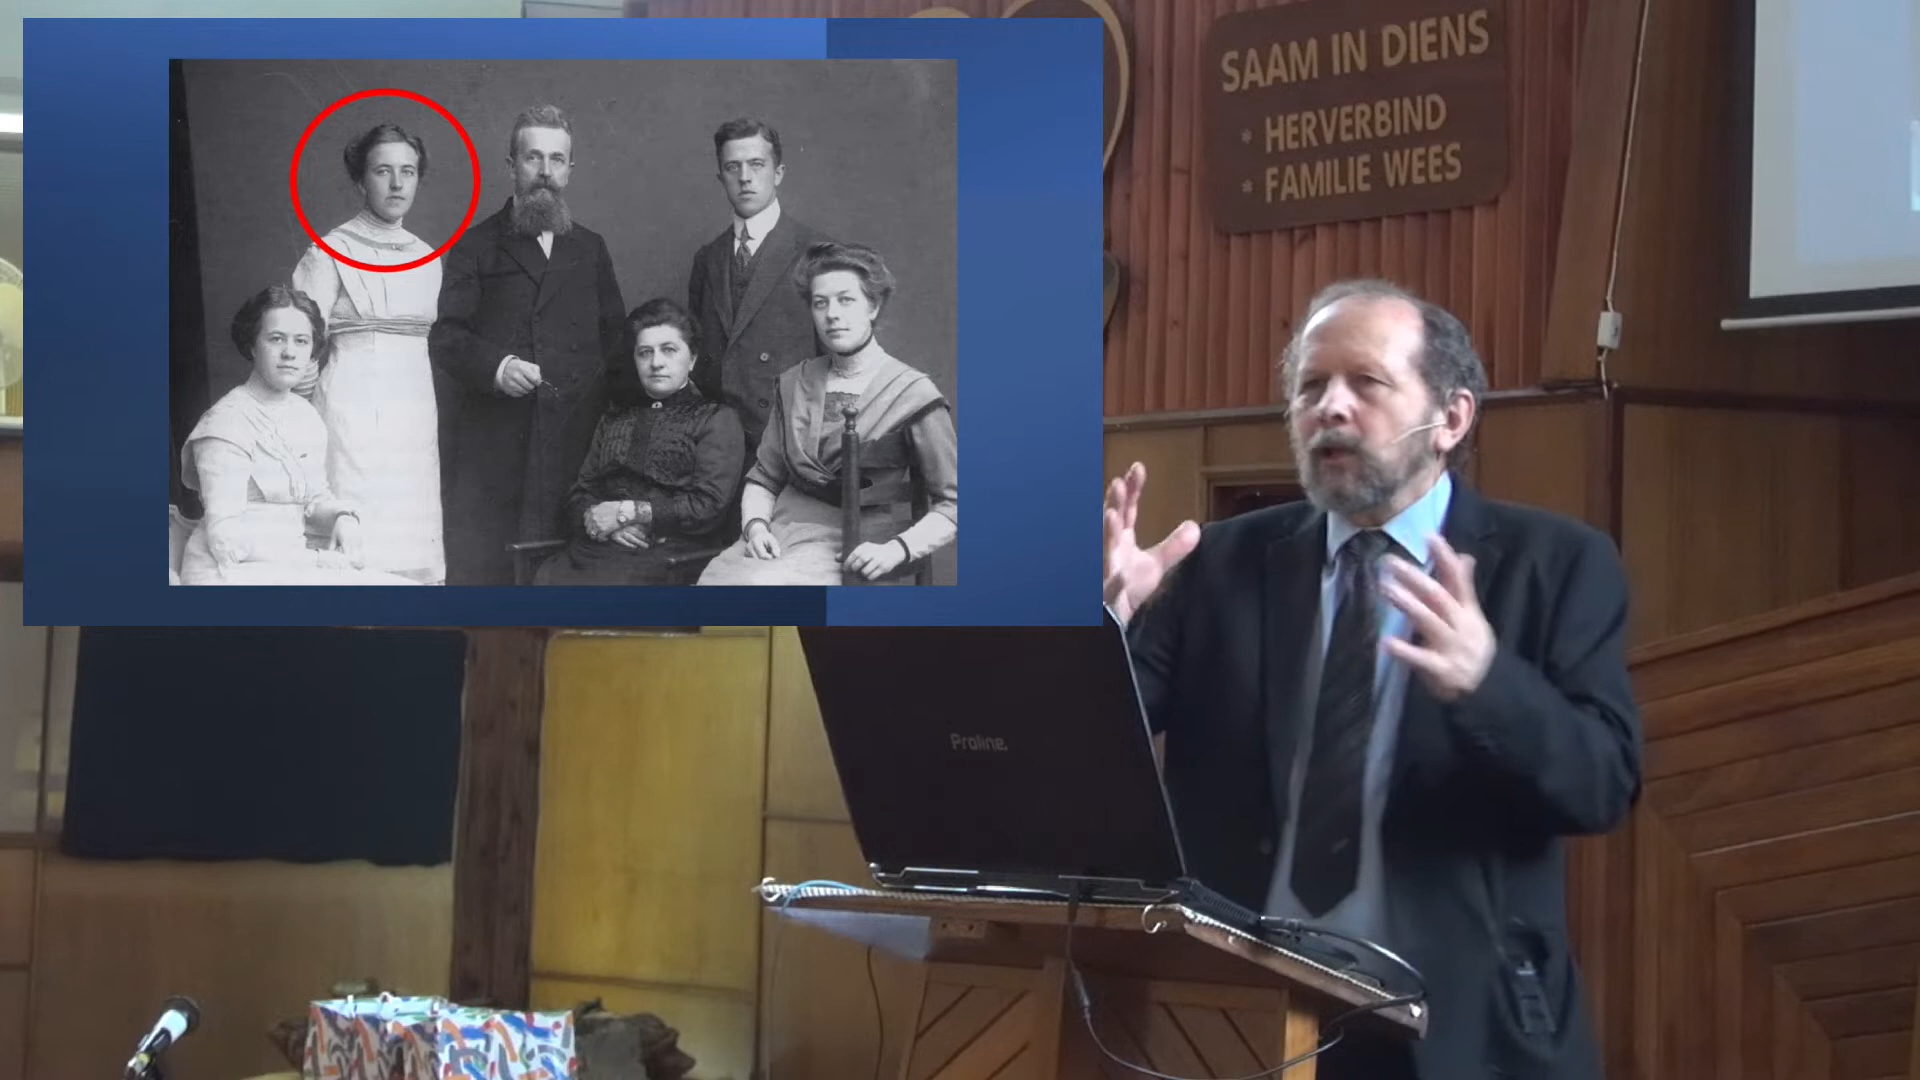 SAAM IN DIENS
* HERVERBIND
* FAMILIE WEES
Proline